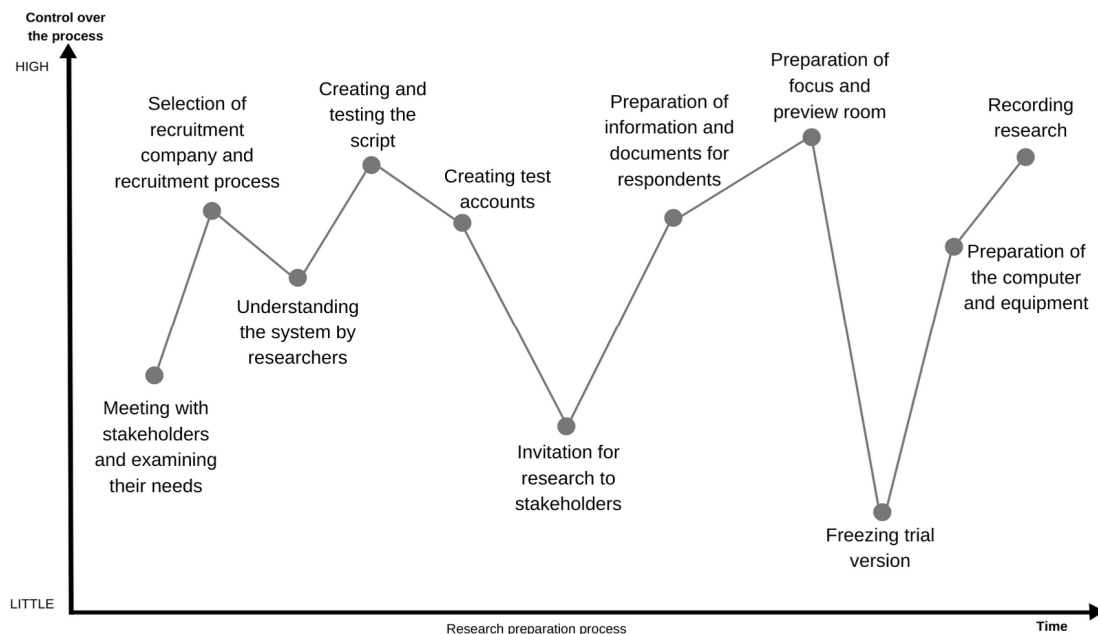 Control over
the process
HIGH
Selection of
recruitment
company and
recruitment process
Creating and
testing the
script
Creating test
accounts
Preparation of
information and
documents for
respondents
Preparation of
focus and
preview room
Recording
research
Understanding
the system by
researchers
Preparation of
the computer
and equipment
Meeting with
stakeholders
and examining
their needs
Invitation for
research to
stakeholders
Freezing trial
version
LITTLE
Research preparation process
Time